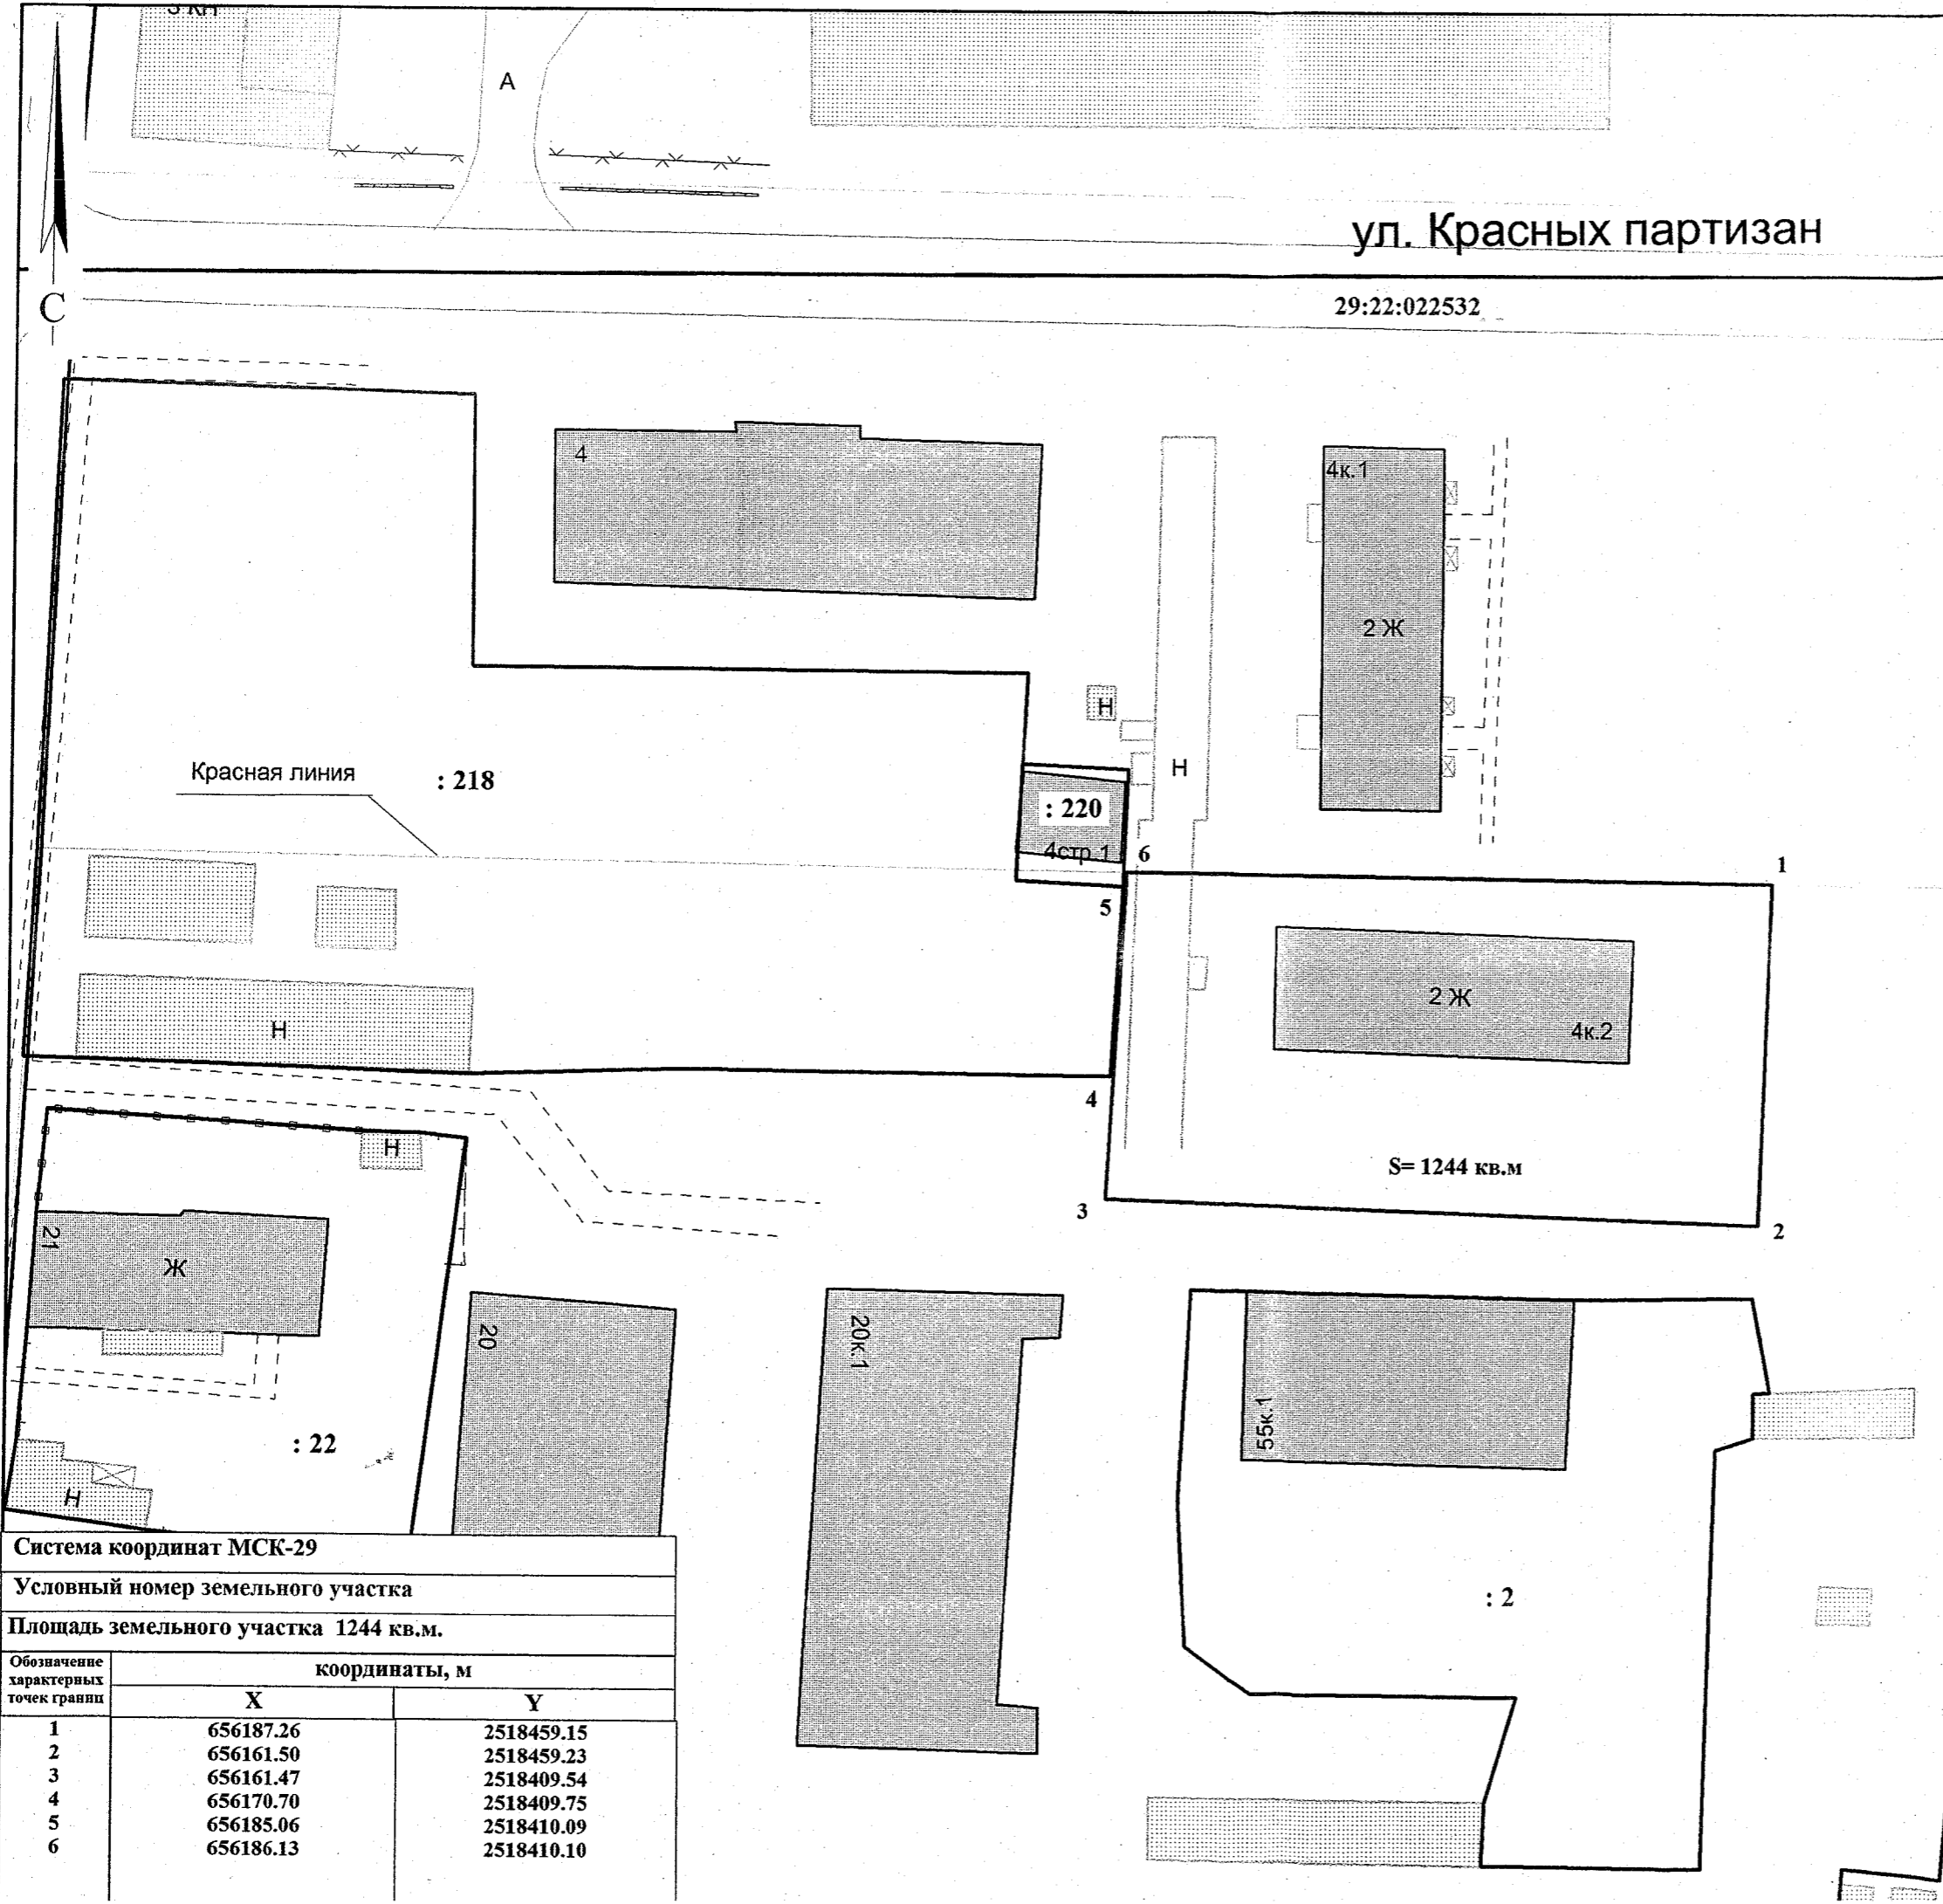 3 КН
А
ул. Красных партизан
С
29:22:022532
4
4к.1
2 Ж
Н
Красная линия
: 218
Н
: 220
4стр.1
6
1
5
2 Ж
4к.2
Н
4
Н
S= 1244 кв.м
3
2
21
Ж
20
20к.1
55к.1
: 22
Н
: 2
Система координат МСК-29
Условный номер земельного участка
Площадь земельного участка 1244 кв.м.
Обозначение
характерных
точек границ
координаты, м
X Y
1 656187.26 2518459.15
2 656161.50 2518459.23
3 656161.47 2518409.54
4 656170.70 2518409.75
5 656185.06 2518410.09
6 656186.13 2518410.10